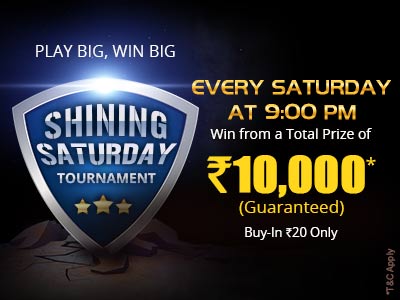 PLAY BIG, WIN BIG
SHINING
SATURDAY
TOURNAMENT
EVERY SATURDAY
AT 9:00 PM
Win from a Total Prize of
₹10,000*
(Guaranteed)
Buy-In ₹20 Only
*T&C Apply